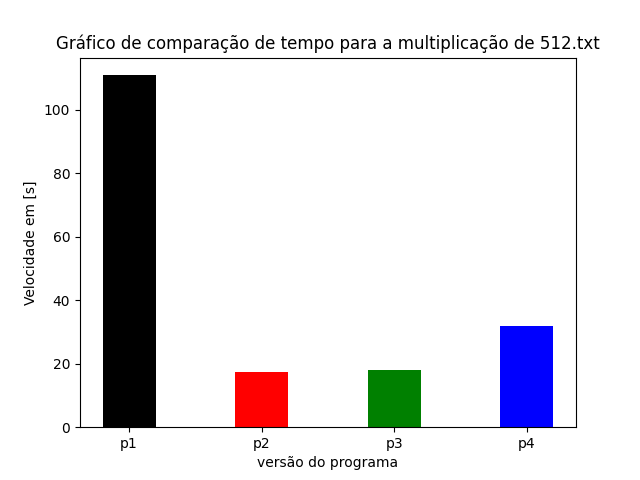 Gráfico de comparação de tempo para a multiplicação de 512.txt
Velocidade em [s]
100
80
60
40
20
0
p1 p2 p3 p4
versão do programa